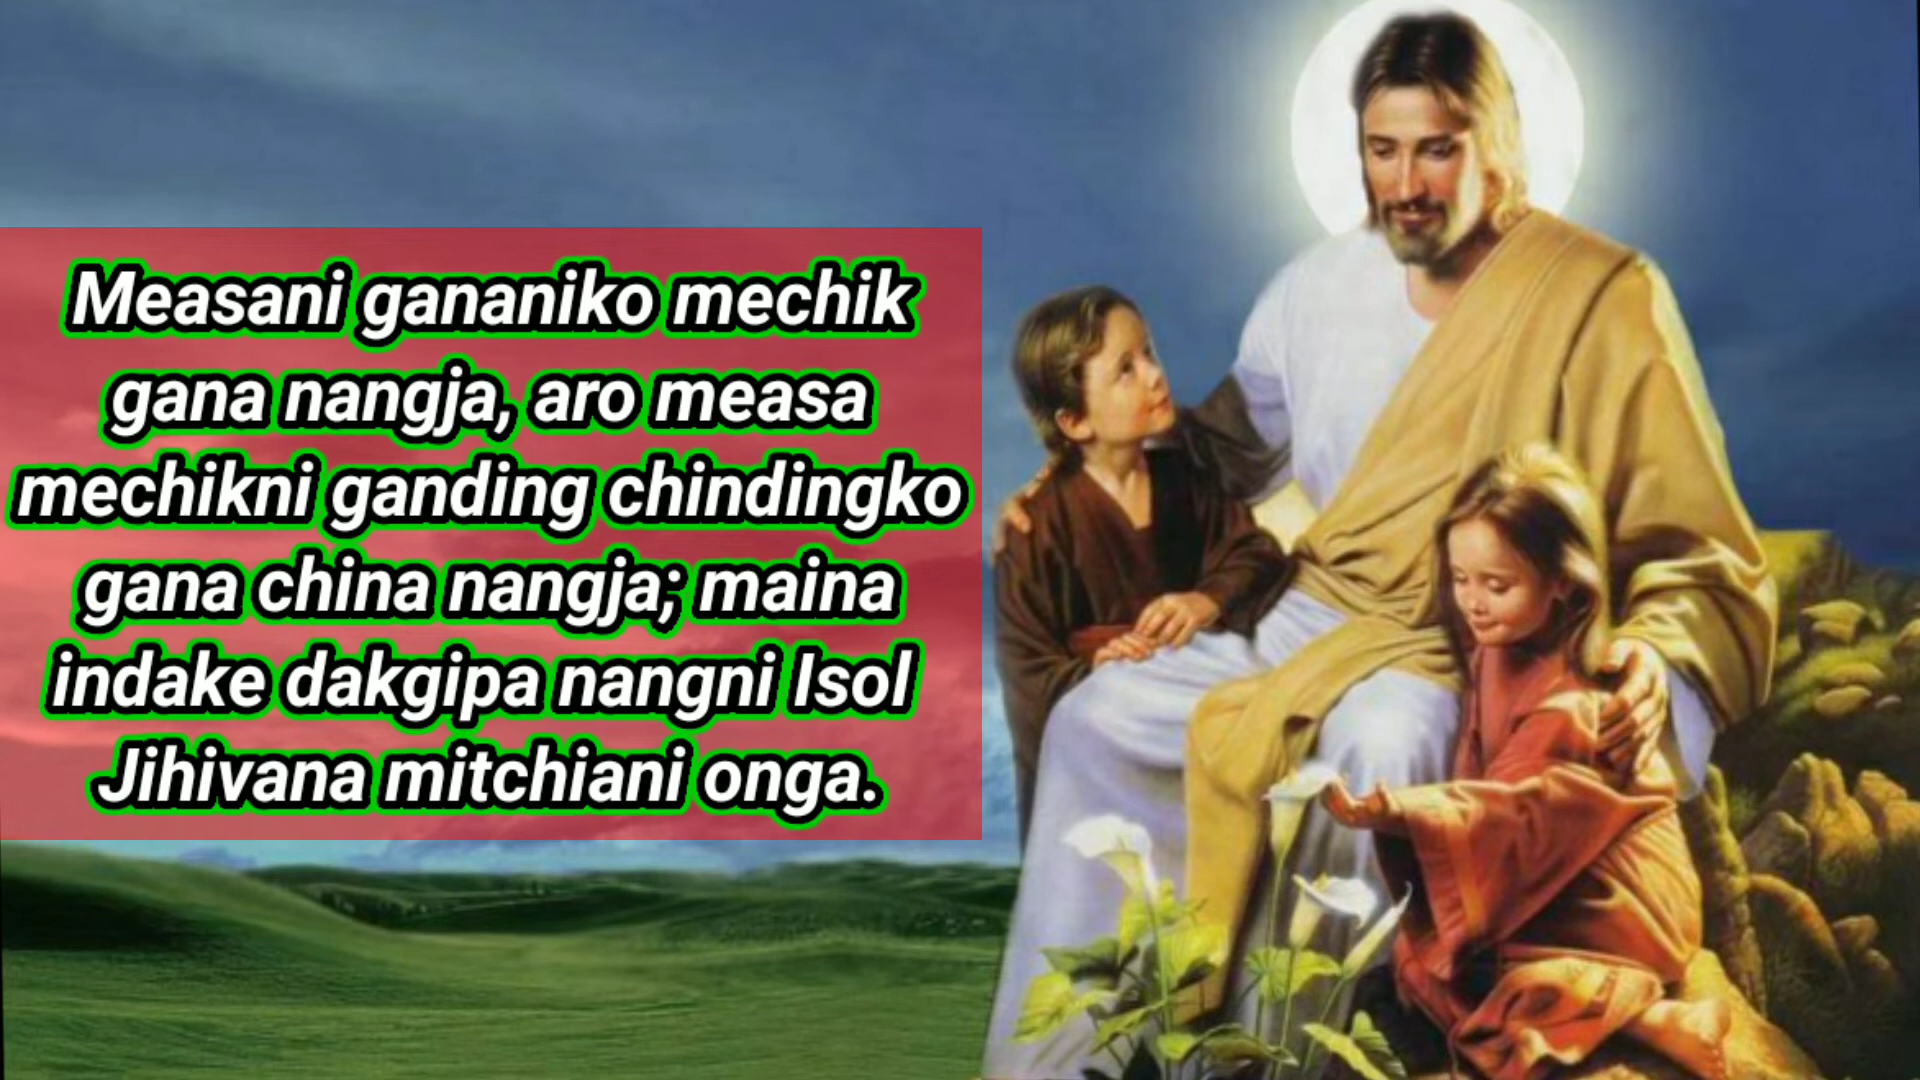 Measani gananiko mechik
gana nangja, aro measa
mechikni ganding chindingko
gana china nangja; maina
indake dakgipa nangni Isol
Jihivana mitchiani onga.